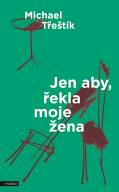 Michael
Třeštík
Jen aby,
řekla
moje
žena